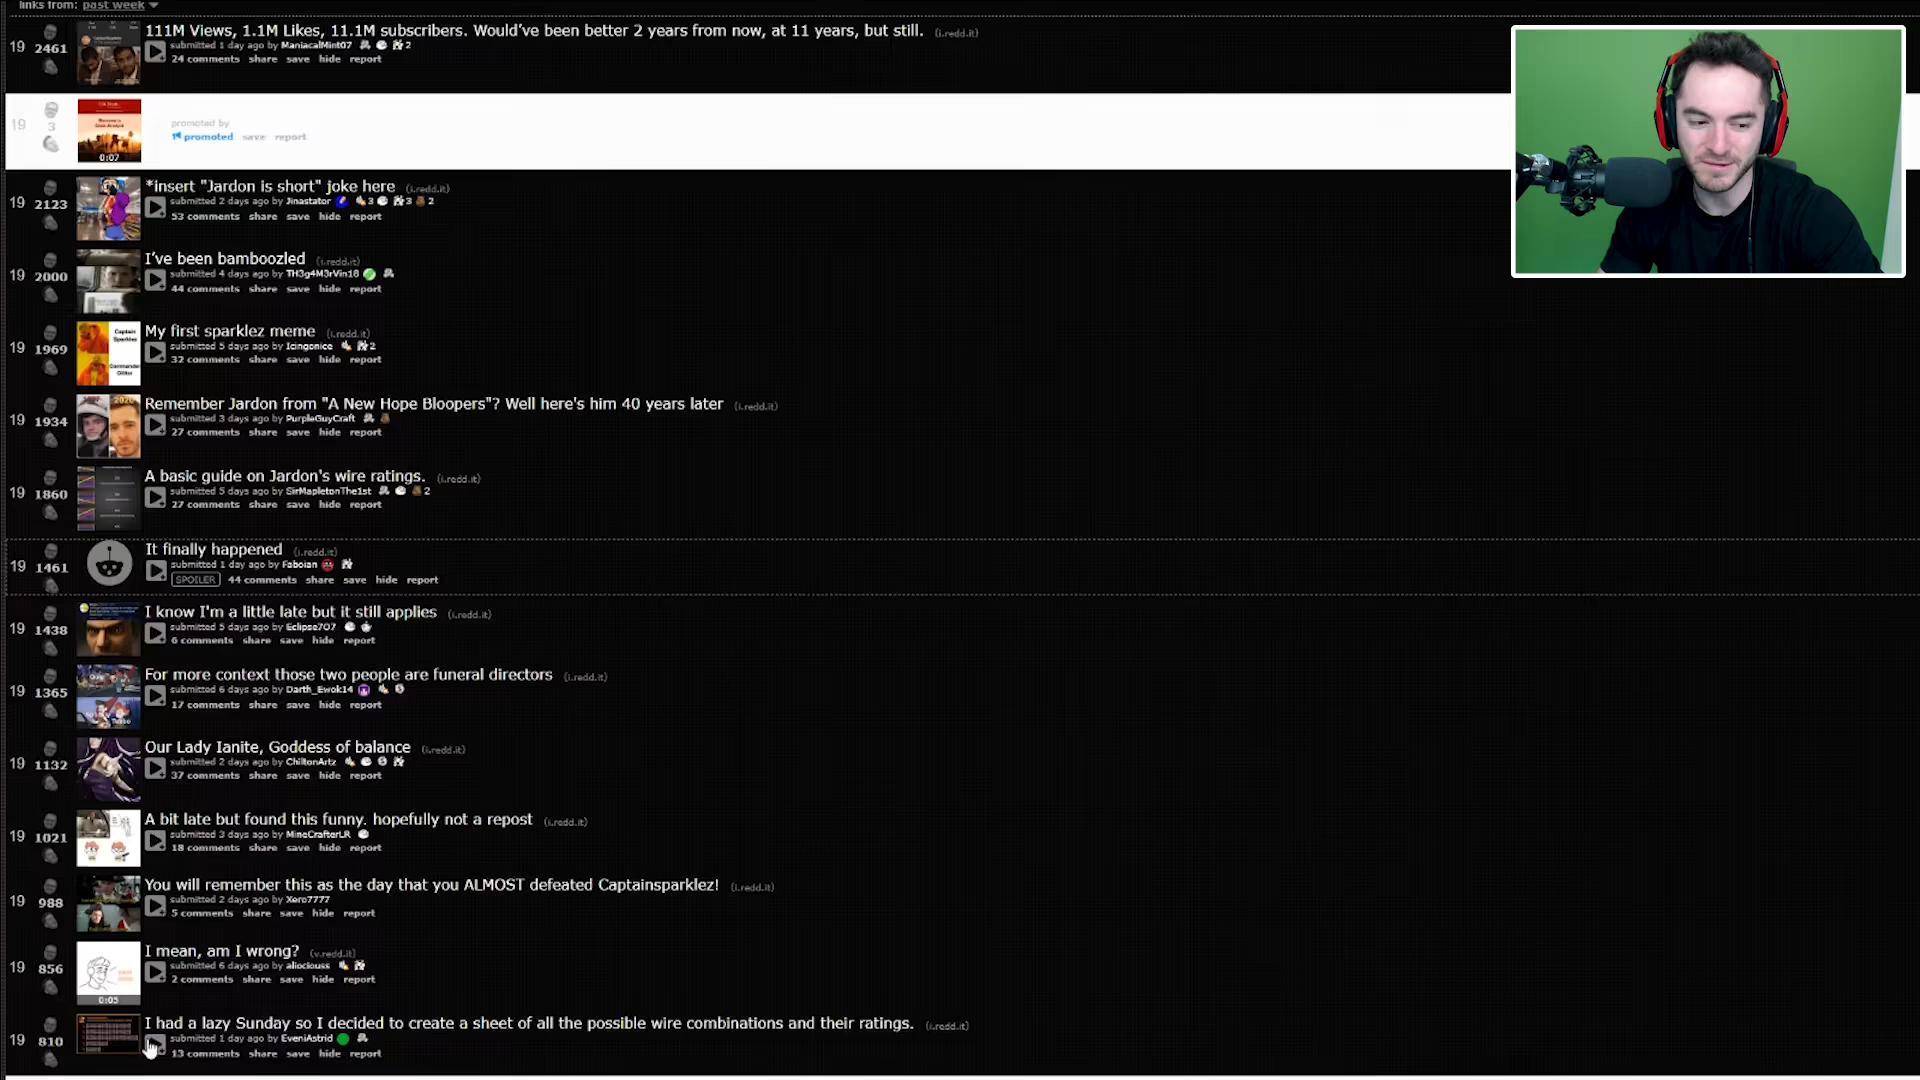 links from: past week
19 2461 111M Views, 1.1M Likes, 11.1M subscribers. Would've been better 2 years from now, at 11 years, but still. (i.redd.it)
submitted 1 day ago by ManiacalMint07 2
24 comments share save hide report
19 3 promoted by
0:07 promoted save report
19 2123 *insert "Jardon is short" joke here (i.redd.it)
submitted 2 days ago by Jinastator 3 3 2
53 comments share save hide report
19 2000 I've been bamboozled (i.redd.it)
submitted 4 days ago by TH3g4M3rVin18
44 comments share save hide report
19 1969 My first sparklez meme (i.redd.it)
Captain Sparklez
submitted 5 days ago by Icingonice 2
Commander Glitter
32 comments share save hide report
19 1934 Remember Jardon from "A New Hope Bloopers"? Well here's him 40 years later (i.redd.it)
submitted 3 days ago by PurpleGuyCraft
27 comments share save hide report
19 1860 A basic guide on Jardon's wire ratings. (i.redd.it)
submitted 5 days ago by SirMapletonThe1st 2
27 comments share save hide report
19 1461 It finally happened (i.redd.it)
submitted 1 day ago by Faboian
SPOILER 44 comments share save hide report
19 1438 I know I'm a little late but it still applies (i.redd.it)
submitted 5 days ago by Eclipse707
6 comments share save hide report
19 1365 For more context those two people are funeral directors (i.redd.it)
submitted 6 days ago by Darth_Ewok14
17 comments share save hide report
19 1132 Our Lady Ianite, Goddess of balance (i.redd.it)
submitted 2 days ago by ChiltonArtz
37 comments share save hide report
19 1021 A bit late but found this funny. hopefully not a repost (i.redd.it)
submitted 3 days ago by MineCrafterLR
18 comments share save hide report
19 988 You will remember this as the day that you ALMOST defeated Captainsparklez! (i.redd.it)
submitted 2 days ago by Xero7777
5 comments share save hide report
19 856 I mean, am I wrong? (v.redd.it)
submitted 6 days ago by aliociouss
2 comments share save hide report
0:05
19 810 I had a lazy Sunday so I decided to create a sheet of all the possible wire combinations and their ratings. (i.redd.it)
submitted 1 day ago by EveniAstrid
13 comments share save hide report